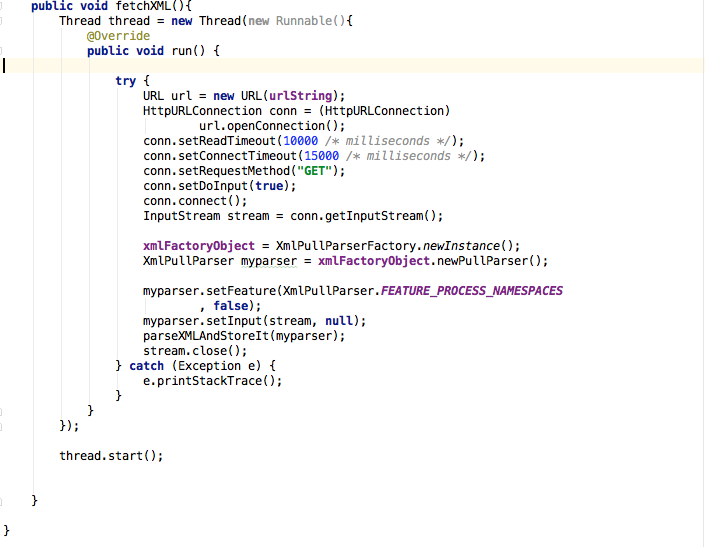 public void fetchXML(){
Thread thread = new Thread(new Runnable(){
@Override
public void run() {
try {
URL url = new URL(urlString);
HttpURLConnection conn = (HttpURLConnection)
url.openConnection();
conn.setReadTimeout(10000 /* milliseconds */);
conn.setConnectTimeout(15000 /* milliseconds */);
conn.setRequestMethod("GET");
conn.setDoInput(true);
conn.connect();
InputStream stream = conn.getInputStream();
xmlFactoryObject = XmlPullParserFactory.newInstance();
XmlPullParser myparser = xmlFactoryObject.newPullParser();
myparser.setFeature(XmlPullParser.FEATURE_PROCESS_NAMESPACES
, false);
myparser.setInput(stream, null);
parseXMLAndStoreIt(myparser);
stream.close();
} catch (Exception e) {
e.printStackTrace();
}
}
});
thread.start();
}
}